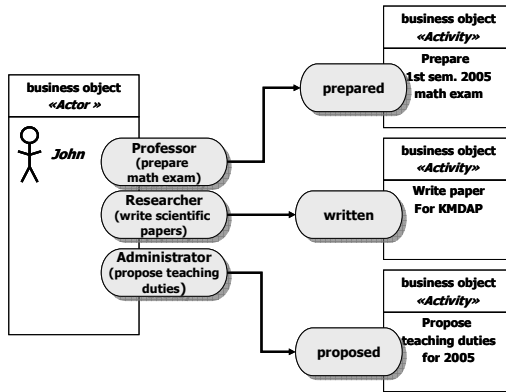 business object
«Actor »
John
Professor
(prepare
math exam)
Researcher
(write scientific
papers)
Administrator
(propose teaching
duties)
prepared
business object
«Activity»
Prepare
1st sem. 2005
math exam
written
business object
«Activity»
Write paper
For KMDAP
proposed
business object
«Activity»
Propose
teaching duties
for 2005